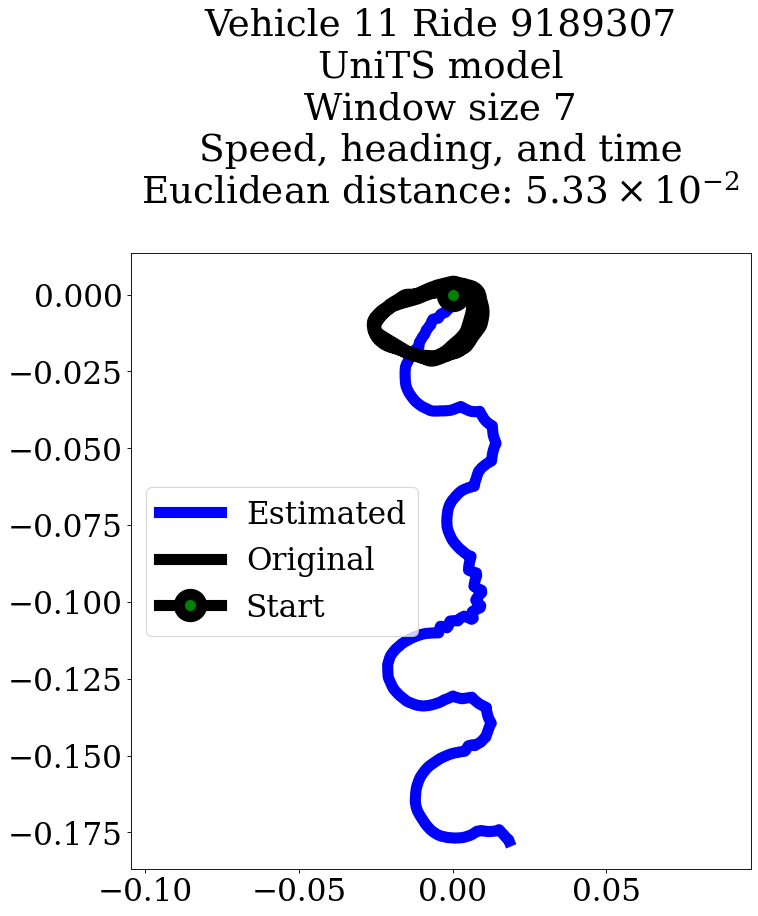 Vehicle 11 Ride 9189307
UniTS model
Window size 7
Speed, heading, and time
Euclidean distance: 5.33 × 10⁻²
0.000
−0.025
−0.050
−0.075
−0.100
−0.125
−0.150
−0.175
Estimated
Original
Start
−0.10 −0.05 0.00 0.05